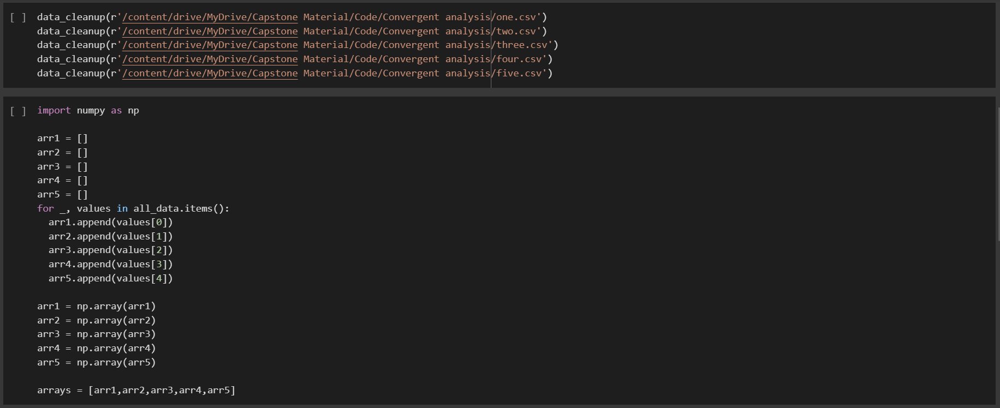 [ ] data_cleanup(r'/content/drive/MyDrive/Capstone Material/Code/Convergent analysis/one.csv')
data_cleanup(r'/content/drive/MyDrive/Capstone Material/Code/Convergent analysis/two.csv')
data_cleanup(r'/content/drive/MyDrive/Capstone Material/Code/Convergent analysis/three.csv')
data_cleanup(r'/content/drive/MyDrive/Capstone Material/Code/Convergent analysis/four.csv')
data_cleanup(r'/content/drive/MyDrive/Capstone Material/Code/Convergent analysis/five.csv')
[ ] import numpy as np
arr1 = []
arr2 = []
arr3 = []
arr4 = []
arr5 = []
for _, values in all_data.items():
  arr1.append(values[0])
  arr2.append(values[1])
  arr3.append(values[2])
  arr4.append(values[3])
  arr5.append(values[4])
arr1 = np.array(arr1)
arr2 = np.array(arr2)
arr3 = np.array(arr3)
arr4 = np.array(arr4)
arr5 = np.array(arr5)
arrays = [arr1,arr2,arr3,arr4,arr5]